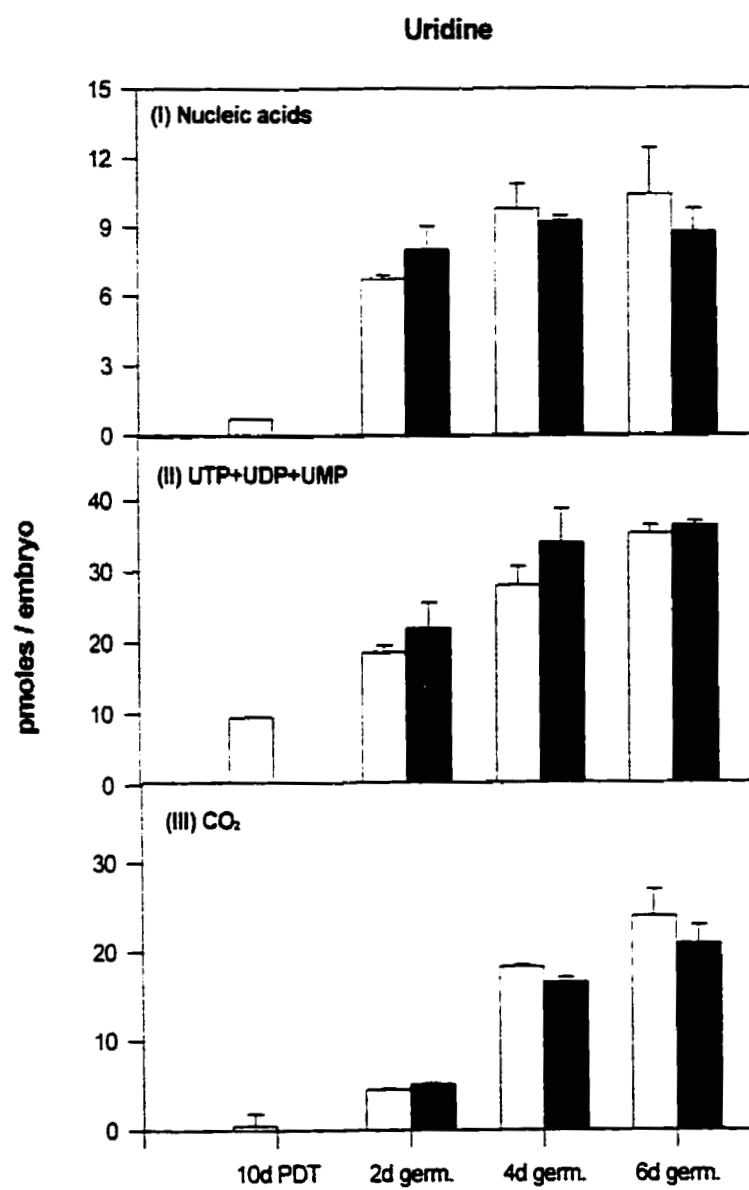 Uridine
15
(I) Nucleic acids
12
9
6
3
0
(II) UTP+UDP+UMP
40
30
20
10
0
pmoles / embryo
(III) CO₂
30
20
10
0
10d PDT 2d germ. 4d germ. 6d germ.